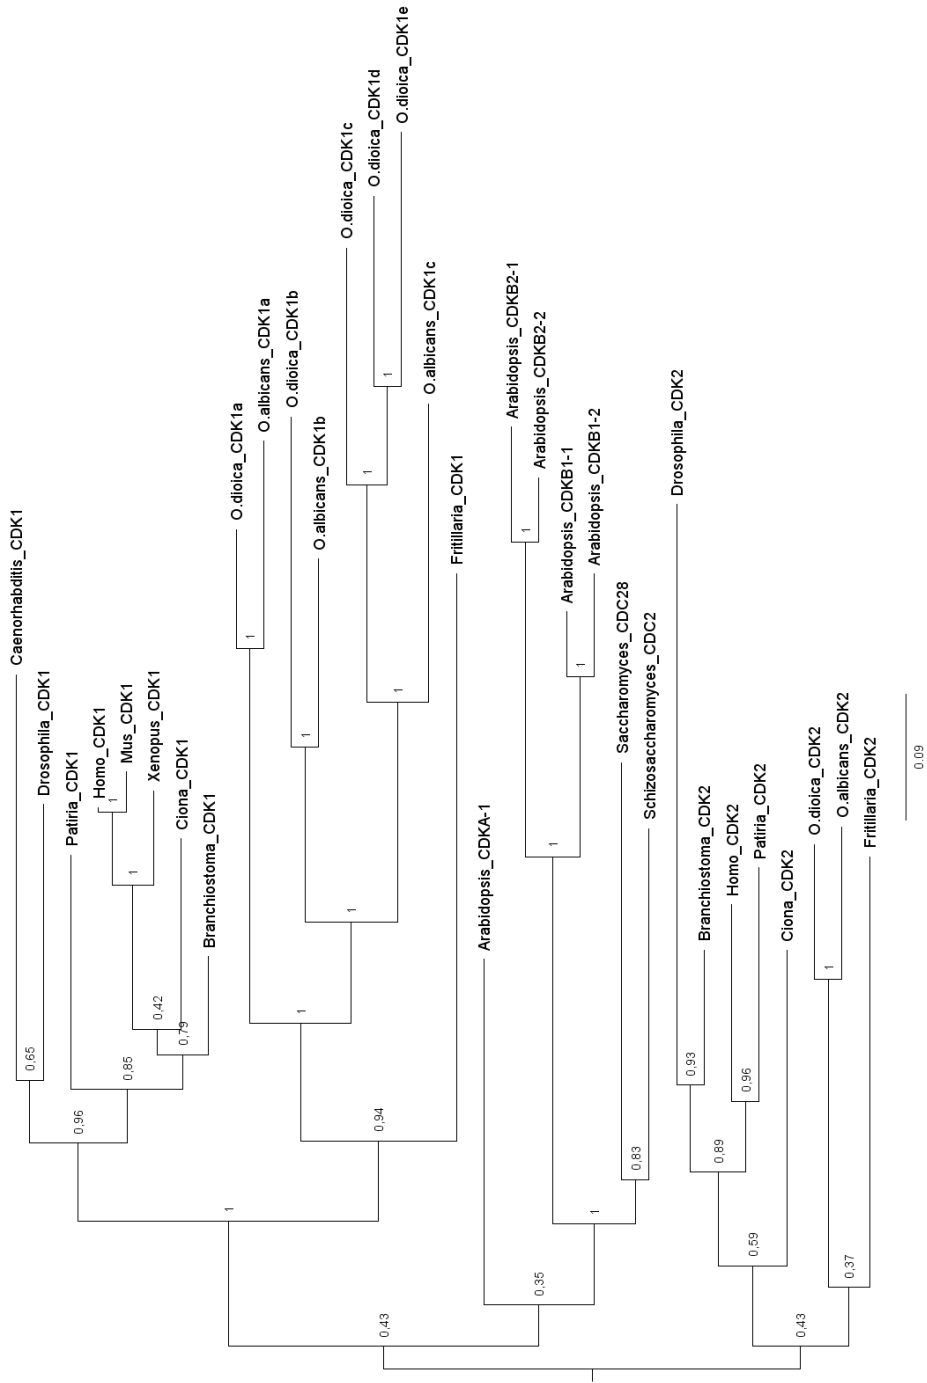 Caenorhabditis_CDK1
Drosophila_CDK1
0,65
Patiria_CDK1
Homo_CDK1
Mus_CDK1
1
Xenopus_CDK1
1
Ciona_CDK1
0,42
Branchiostoma_CDK1
0,79
0,85
0,96
O.dioica_CDK1a
O.albicans_CDK1a
1
O.dioica_CDK1b
O.albicans_CDK1b
1
O.dioica_CDK1c
O.dioica_CDK1d
O.dioica_CDK1e
1
1
O.albicans_CDK1c
1
1
1
Fritillaria_CDK1
0,94
1
Arabidopsis_CDKA-1
Arabidopsis_CDKB2-1
Arabidopsis_CDKB2-2
1
Arabidopsis_CDKB1-1
Arabidopsis_CDKB1-2
1
1
Saccharomyces_CDC28
Schizosaccharomyces_CDC2
0,83
1
0,35
0,43
Drosophila_CDK2
Branchiostoma_CDK2
0,93
Homo_CDK2
Patiria_CDK2
0,96
0,89
Ciona_CDK2
0,59
O.dioica_CDK2
O.albicans_CDK2
1
Fritillaria_CDK2
0,37
0,43
0.09